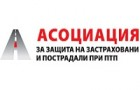 АСОЦИАЦИЯ
ЗА ЗАЩИТА НА ЗАСТРАХОВАНИ
И ПОСТРАДАЛИ ПРИ ПТП